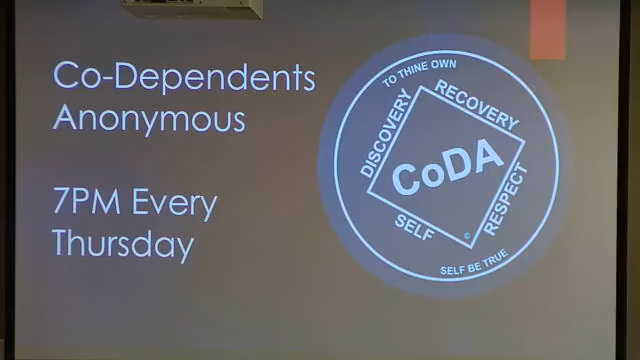 Co-Dependents
Anonymous
7PM Every
Thursday
TO THINE OWN
DISCOVERY
RECOVERY
CoDA
SELF
RESPECT
©
SELF BE TRUE